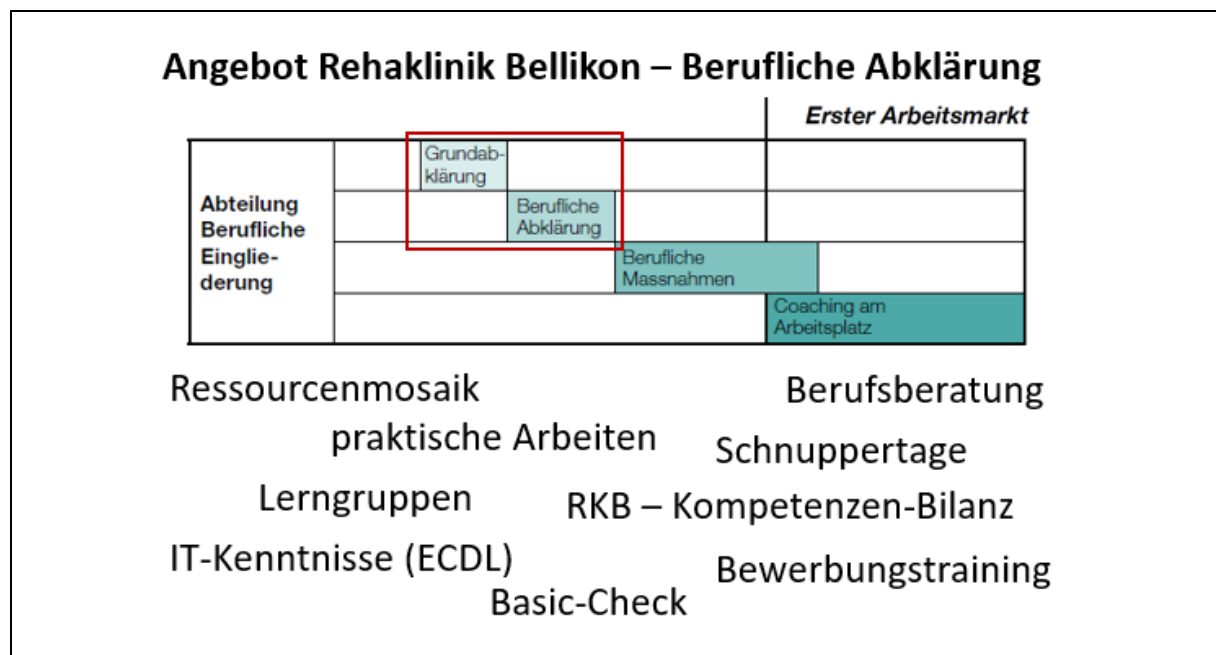 Angebot Rehaklinik Bellikon – Berufliche Abklärung
Erster Arbeitsmarkt
Abteilung
Berufliche
Einglie-
derung
Grundab-
klärung
Berufliche
Abklärung
Berufliche
Massnahmen
Coaching am
Arbeitsplatz
Ressourcenmosaik
Berufsberatung
praktische Arbeiten
Schnuppertage
Lerngruppen
RKB – Kompetenzen-Bilanz
IT-Kenntnisse (ECDL)
Bewerbungstraining
Basic-Check